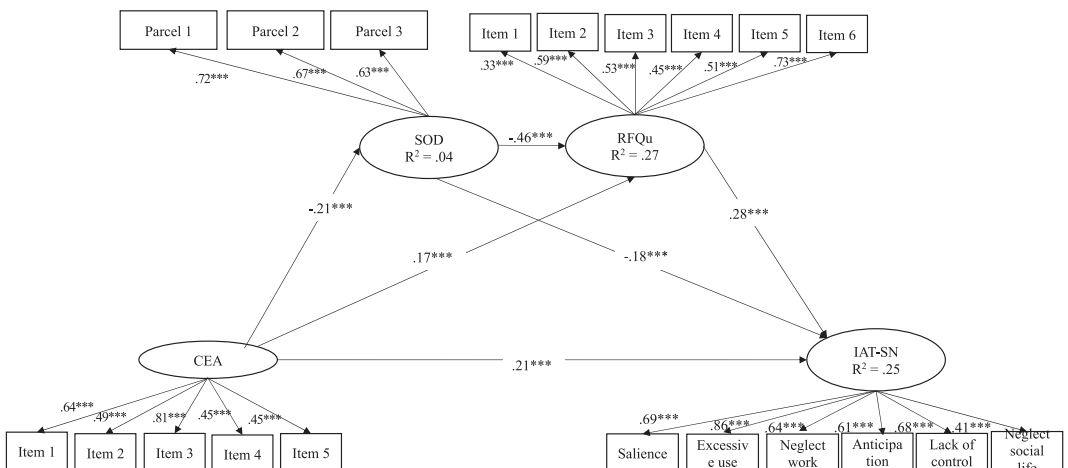 Parcel 1
Parcel 2
Parcel 3
Item 1
Item 2
Item 3
Item 4
Item 5
Item 6
.72***
.67***
.63***
.33***
.59***
.53***
.45***
.51***
.73***
SOD
R² = .04
-.46***
RFQu
R² = .27
-.21***
.17***
-.18***
.28***
CEA
.21***
IAT-SN
R² = .25
.64***
.49***
.81***
.45***
.45***
.69***
.86***
.64***
.61***
.68***
.41***
Item 1
Item 2
Item 3
Item 4
Item 5
Salience
Excessiv
e use
Neglect
work
Anticipa
tion
Lack of
control
Neglect
social
life